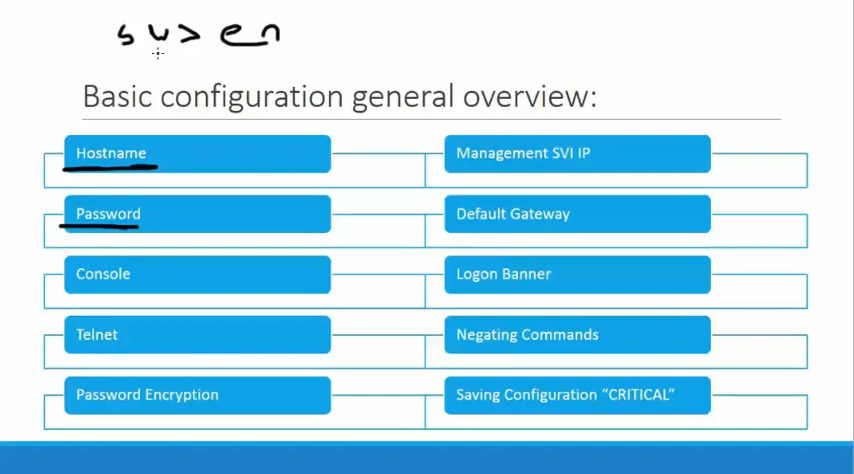 sw> en
Basic configuration general overview:
Hostname
Management SVI IP
Password
Default Gateway
Console
Logon Banner
Telnet
Negating Commands
Password Encryption
Saving Configuration “CRITICAL”